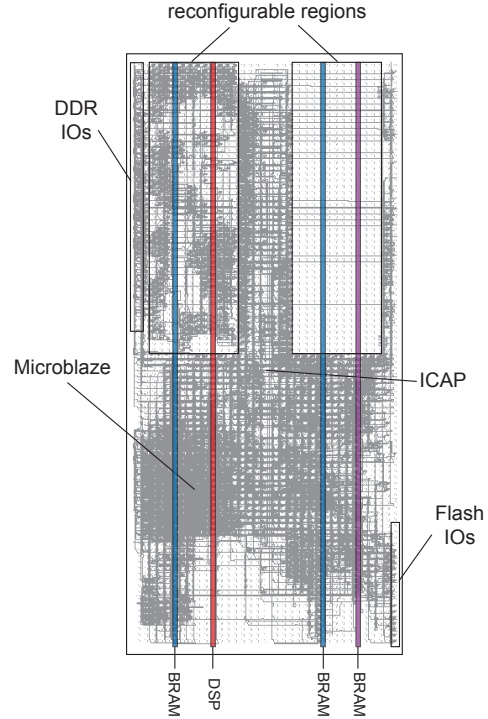 reconfigurable regions
DDR
IOs
Microblaze
ICAP
Flash
IOs
BRAM
DSP
BRAM
BRAM